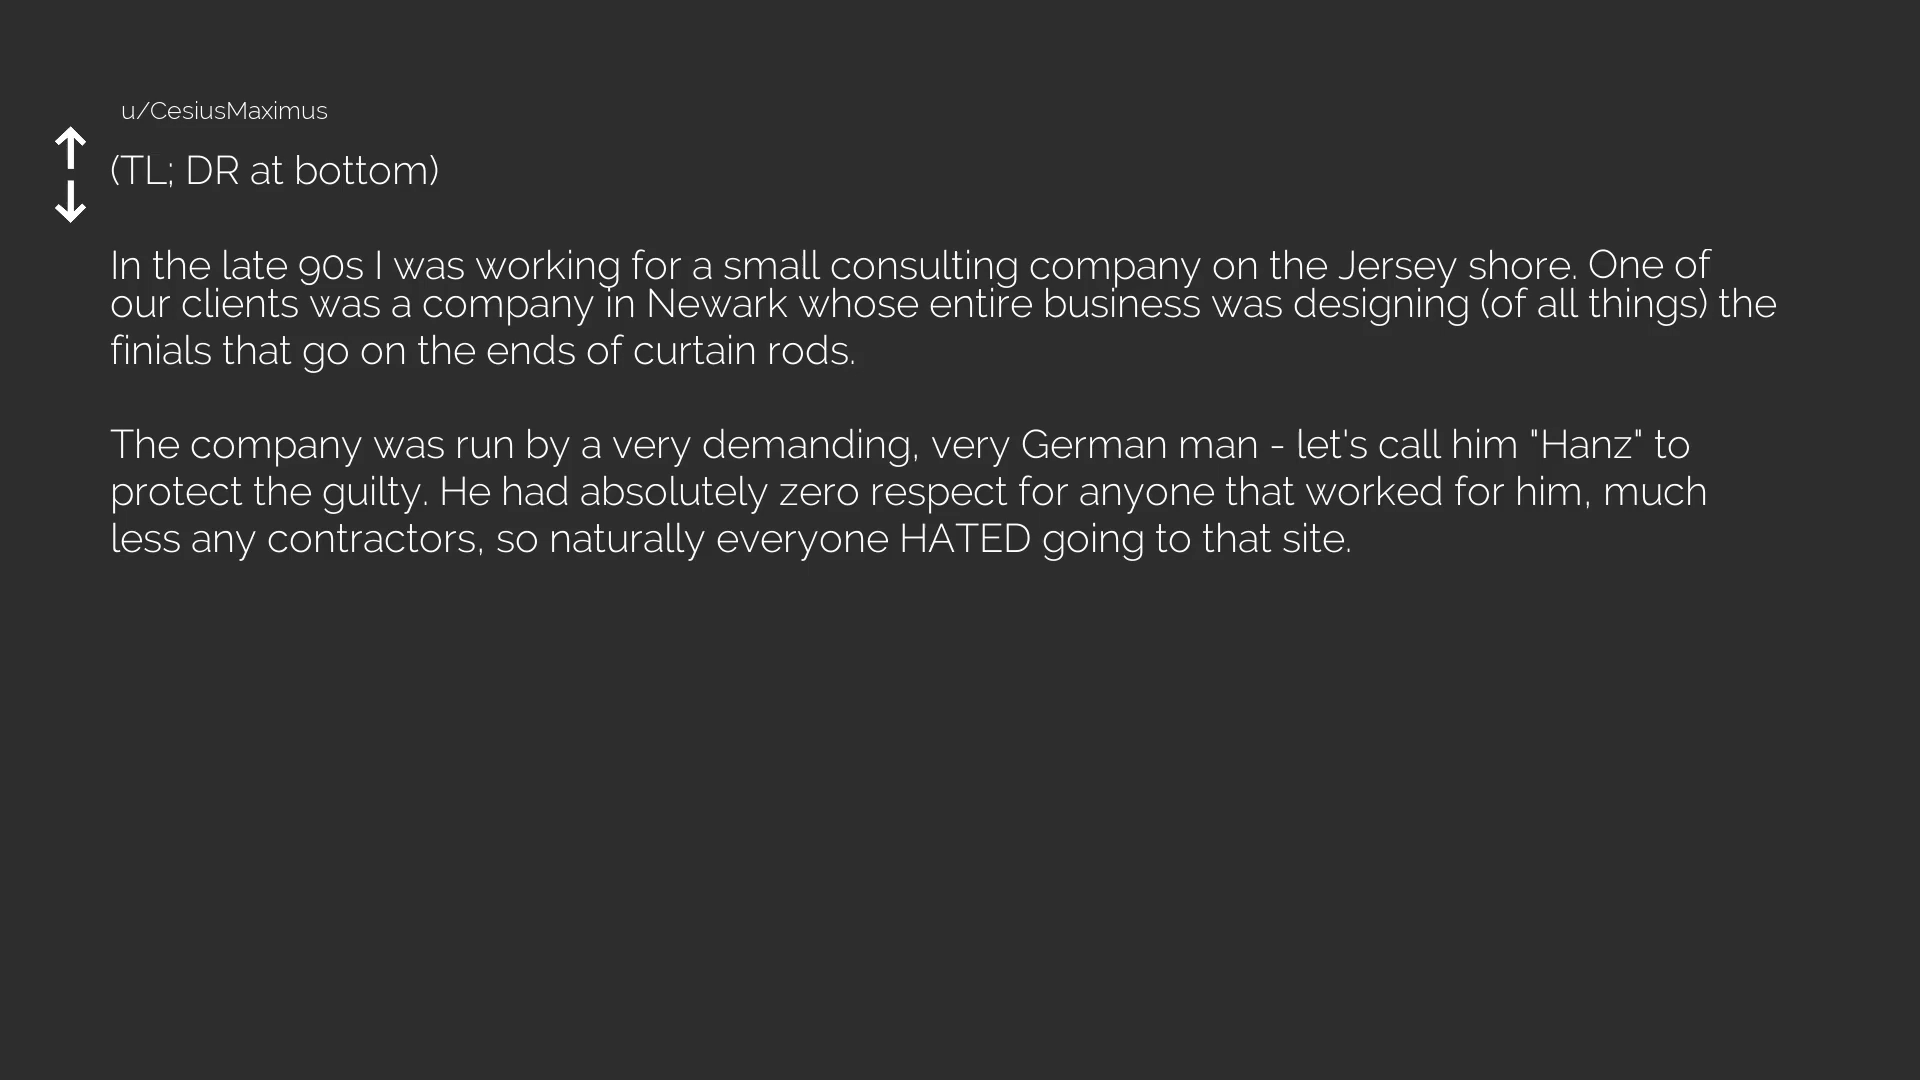 u/CesiusMaximus
(TL; DR at bottom)
In the late 90s I was working for a small consulting company on the Jersey shore. One of
our clients was a company in Newark whose entire business was designing (of all things) the
finials that go on the ends of curtain rods.
The company was run by a very demanding, very German man - let's call him "Hanz" to
protect the guilty. He had absolutely zero respect for anyone that worked for him, much
less any contractors, so naturally everyone HATED going to that site.